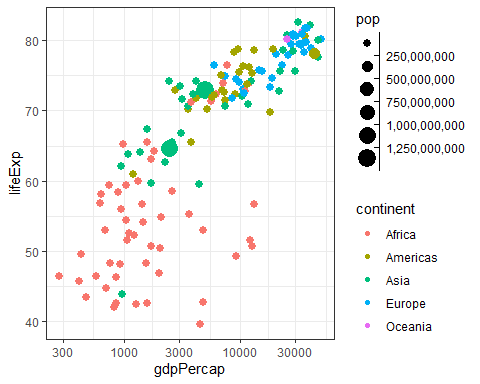 80
70
60
50
40
lifeExp
300
1000
3000
10000
30000
gdpPercap
pop
250,000,000
500,000,000
750,000,000
1,000,000,000
1,250,000,000
continent
Africa
Americas
Asia
Europe
Oceania